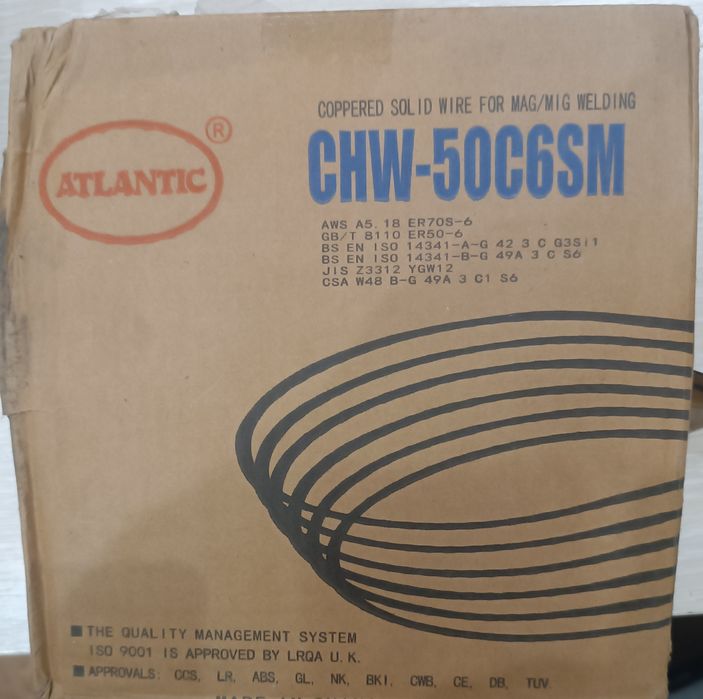 COPPERED SOLID WIRE FOR MAG/MIG WELDING
ATLANTIC ®
CHW-50C6SM
AWS A5.18 ER70S-6
GB/T 8110 ER50-6
BS EN ISO 14341-A-G 42 3 C G3Si1
BS EN ISO 14341-B-G 49A 3 C S6
JIS Z3312 YGW12
CSA W48 B-G 49A 3 C1 S6
■ THE QUALITY MANAGEMENT SYSTEM
ISO 9001 IS APPROVED BY LRQA U.K.
■ APPROVALS: CCS, LR, ABS, GL, NK, BKI, CWB, CE, DB, TUV